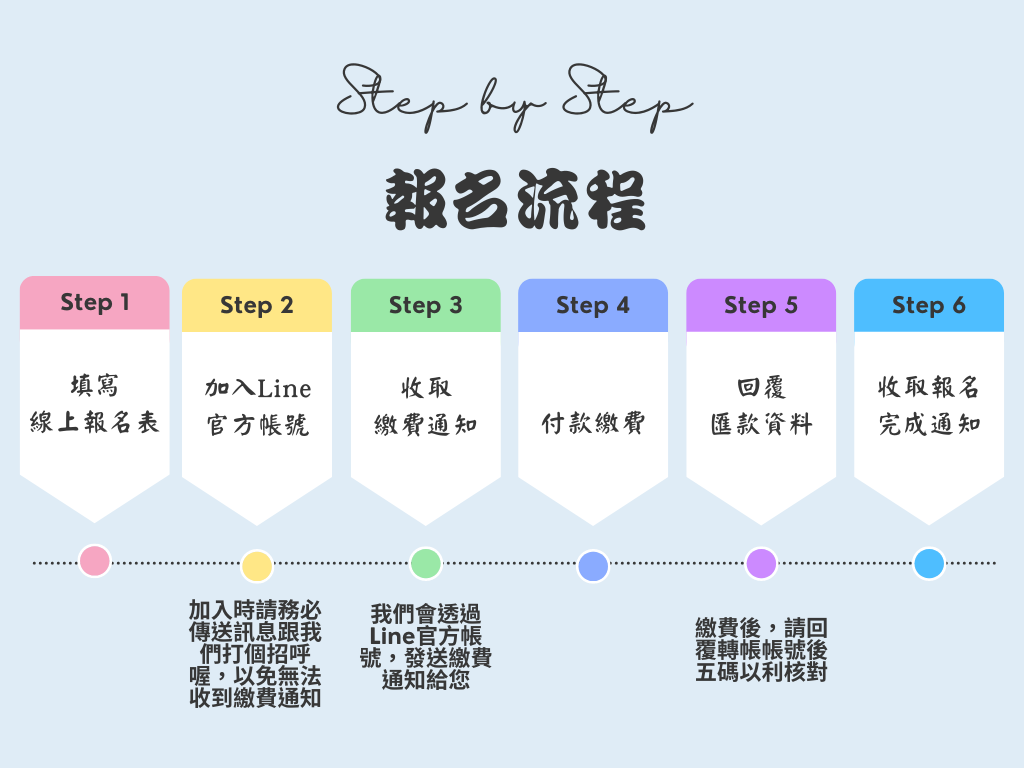 Step by Step
報名流程
Step 1
填寫
線上報名表
Step 2
加入Line
官方帳號
Step 3
收取
繳費通知
Step 4
付款繳費
Step 5
回覆
匯款資料
Step 6
收取報名
完成通知
加入時請務必
傳送訊息跟我
們打個招呼
喔，以免無法
收到繳費通知
我們會透過
Line官方帳
號，發送繳費
通知給您
繳費後，請回
覆轉帳帳號後
五碼以利核對